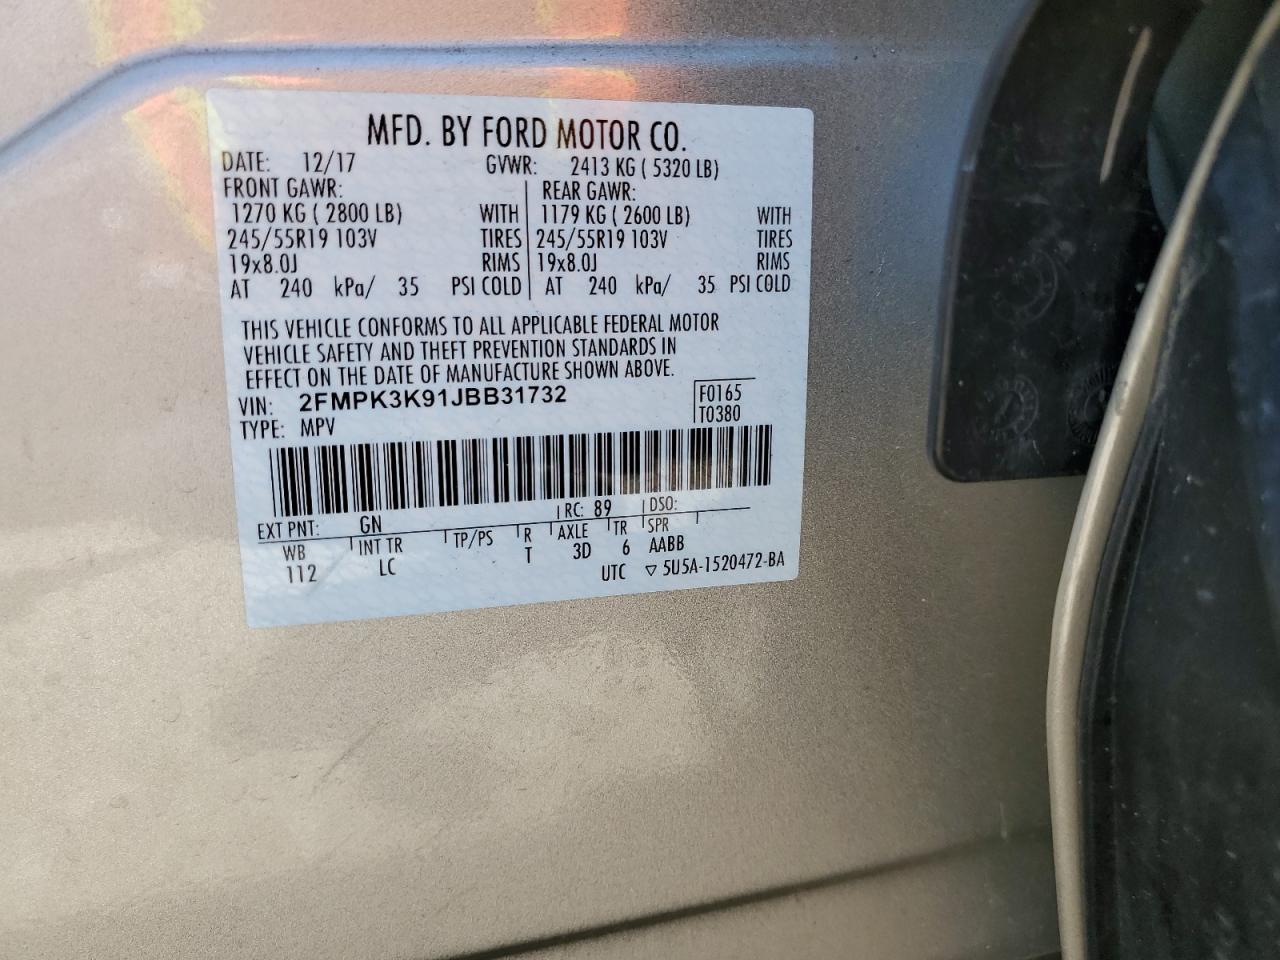 MFD. BY FORD MOTOR CO.
DATE: 12/17 GVWR: 2413 KG ( 5320 LB)
FRONT GAWR: REAR GAWR:
1270 KG ( 2800 LB) WITH 1179 KG ( 2600 LB) WITH
245/55R19 103V TIRES 245/55R19 103V TIRES
19x8.0J RIMS 19x8.0J RIMS
AT 240 kPa/ 35 PSI COLD AT 240 kPa/ 35 PSI COLD
THIS VEHICLE CONFORMS TO ALL APPLICABLE FEDERAL MOTOR
VEHICLE SAFETY AND THEFT PREVENTION STANDARDS IN
EFFECT ON THE DATE OF MANUFACTURE SHOWN ABOVE.
VIN: 2FMPK3K91JBB31732 F0165
TYPE: MPV T0380
EXT PNT: GN RC: 89 DSO:
WB INT TR TP/PS R AXLE TR SPR
112 LC T 3D 6 AABB
UTC ▽ 5U5A-1520472-BA